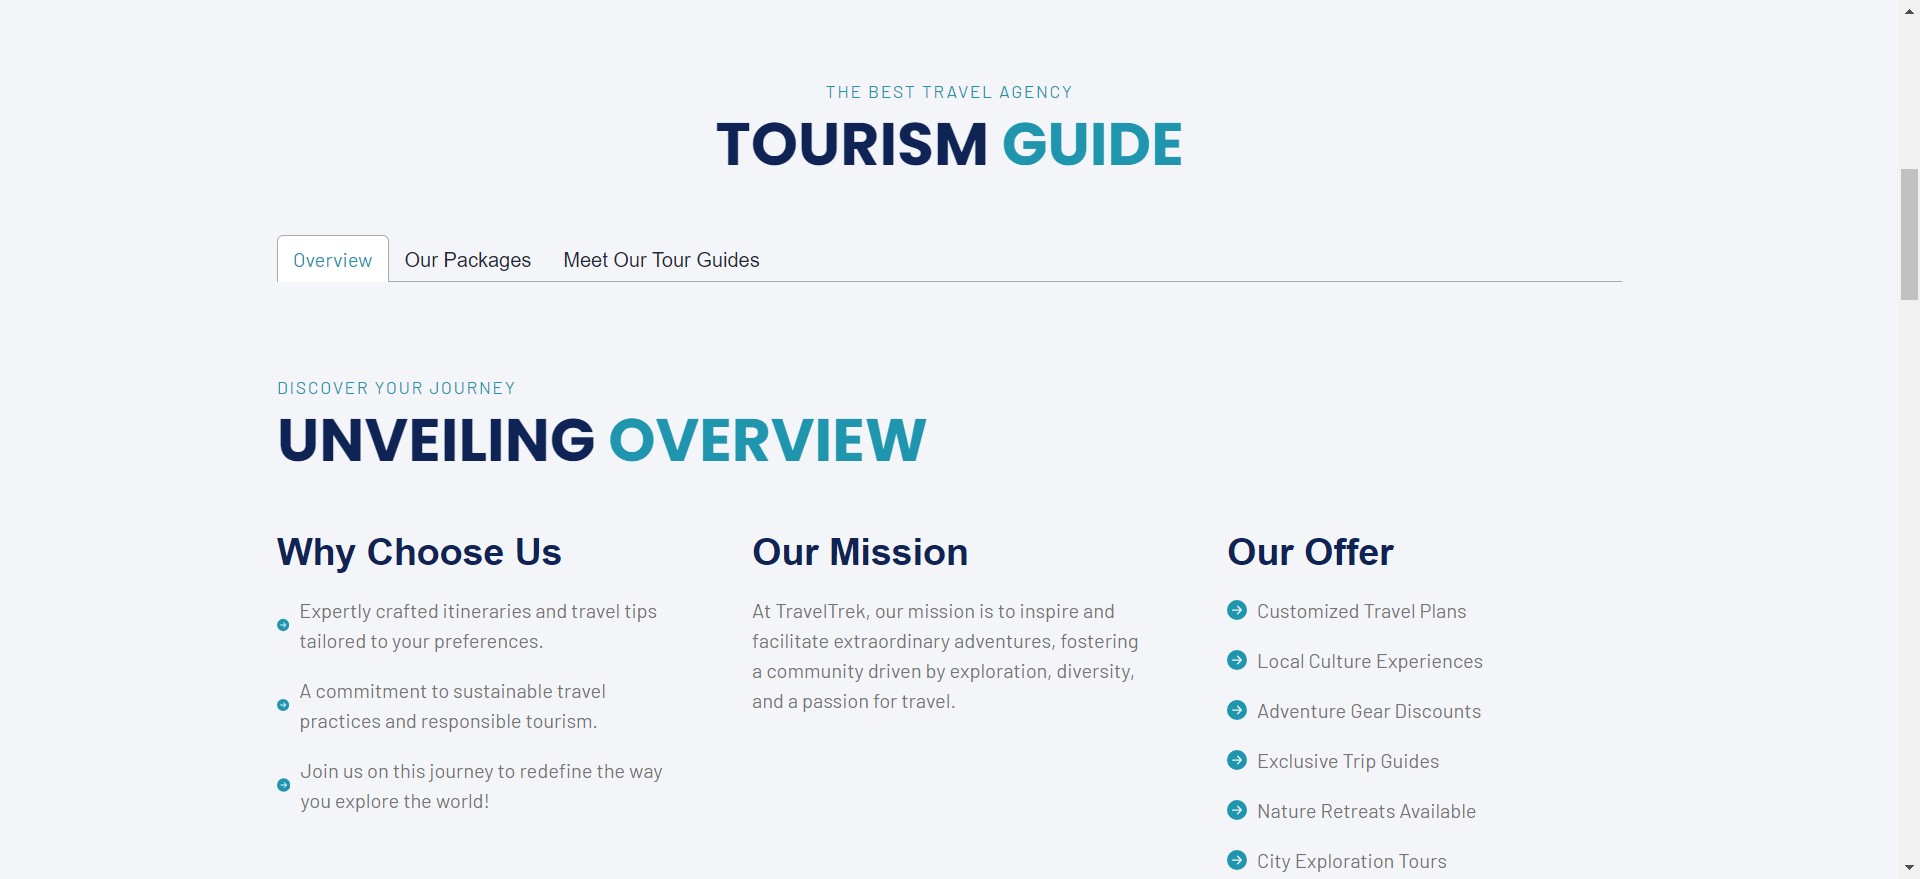 THE BEST TRAVEL AGENCY
TOURISM GUIDE
Overview
Our Packages
Meet Our Tour Guides
DISCOVER YOUR JOURNEY
UNVEILING OVERVIEW
Why Choose Us
Expertly crafted itineraries and travel tips
tailored to your preferences.
A commitment to sustainable travel
practices and responsible tourism.
Join us on this journey to redefine the way
you explore the world!
Our Mission
At TravelTrek, our mission is to inspire and
facilitate extraordinary adventures, fostering
a community driven by exploration, diversity,
and a passion for travel.
Our Offer
Customized Travel Plans
Local Culture Experiences
Adventure Gear Discounts
Exclusive Trip Guides
Nature Retreats Available
City Exploration Tours